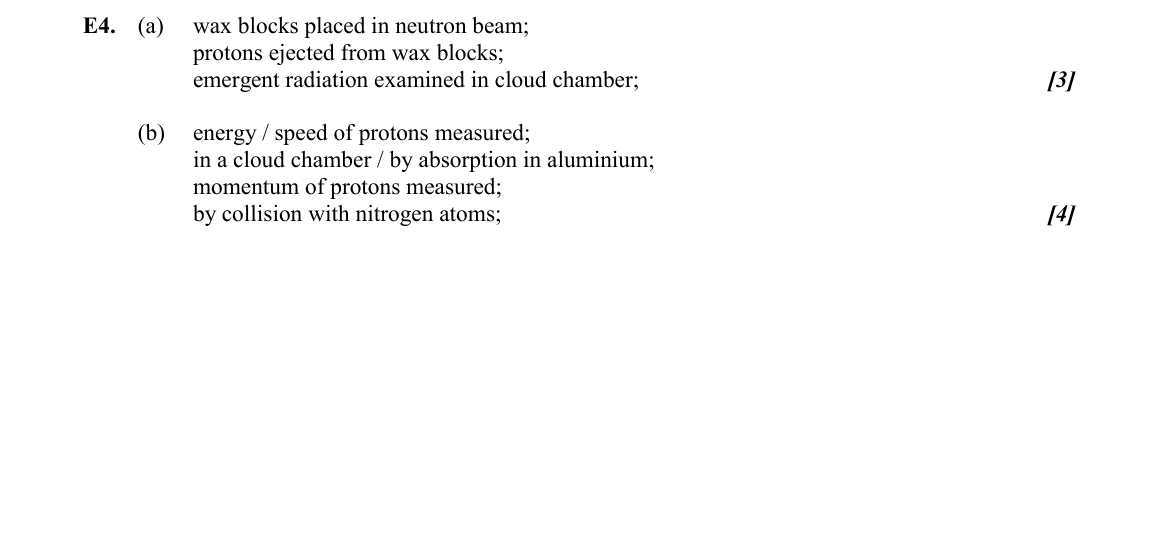 E4. (a) wax blocks placed in neutron beam;
protons ejected from wax blocks;
emergent radiation examined in cloud chamber; [3]
(b) energy / speed of protons measured;
in a cloud chamber / by absorption in aluminium;
momentum of protons measured;
by collision with nitrogen atoms; [4]